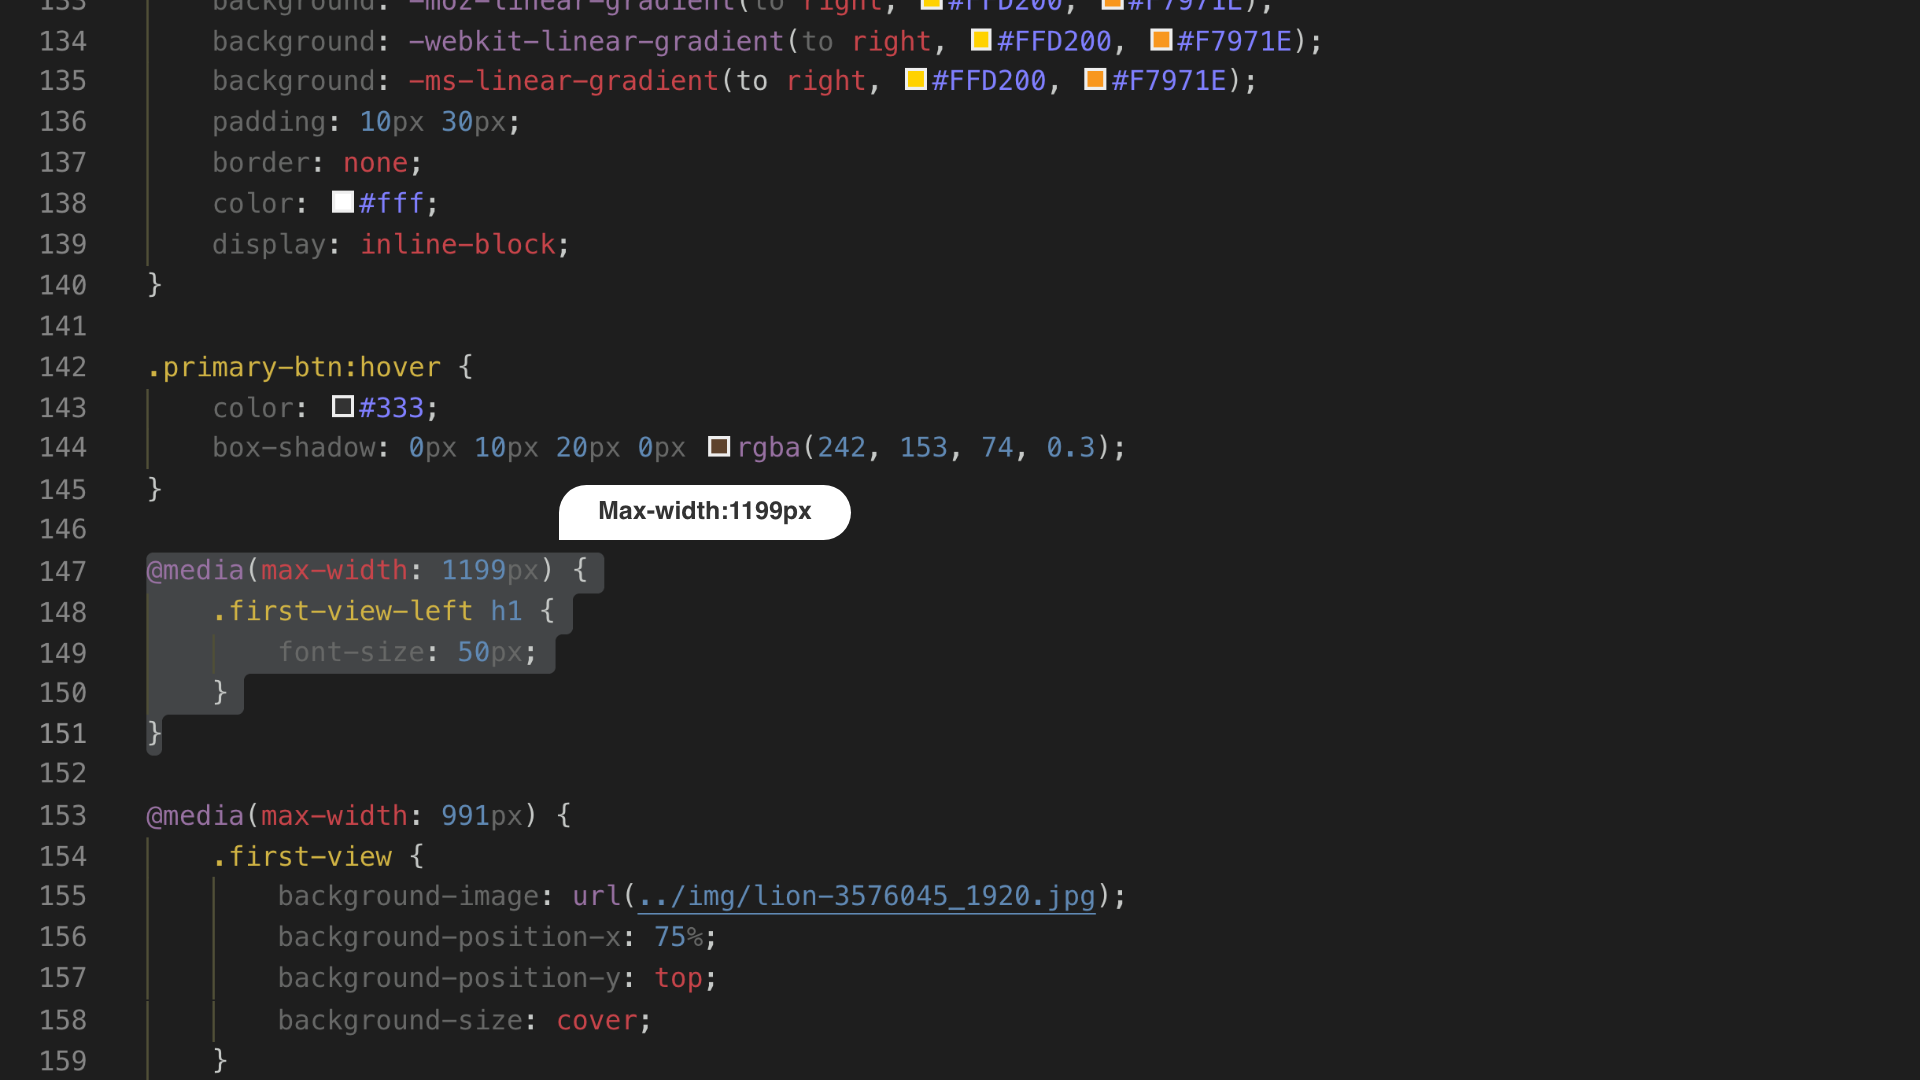 133 background: -moz-linear-gradient(to right, #FFD200, #F7971E);
134 background: -webkit-linear-gradient(to right, #FFD200, #F7971E);
135 background: -ms-linear-gradient(to right, #FFD200, #F7971E);
136 padding: 10px 30px;
137 border: none;
138 color: #fff;
139 display: inline-block;
140 }
141
142 .primary-btn:hover {
143 color: #333;
144 box-shadow: 0px 10px 20px 0px rgba(242, 153, 74, 0.3);
145 }
Max-width:1199px
146
147 @media(max-width: 1199px) {
148 .first-view-left h1 {
149 font-size: 50px;
150 }
151 }
152
153 @media(max-width: 991px) {
154 .first-view {
155 background-image: url(../img/lion-3576045_1920.jpg);
156 background-position-x: 75%;
157 background-position-y: top;
158 background-size: cover;
159 }